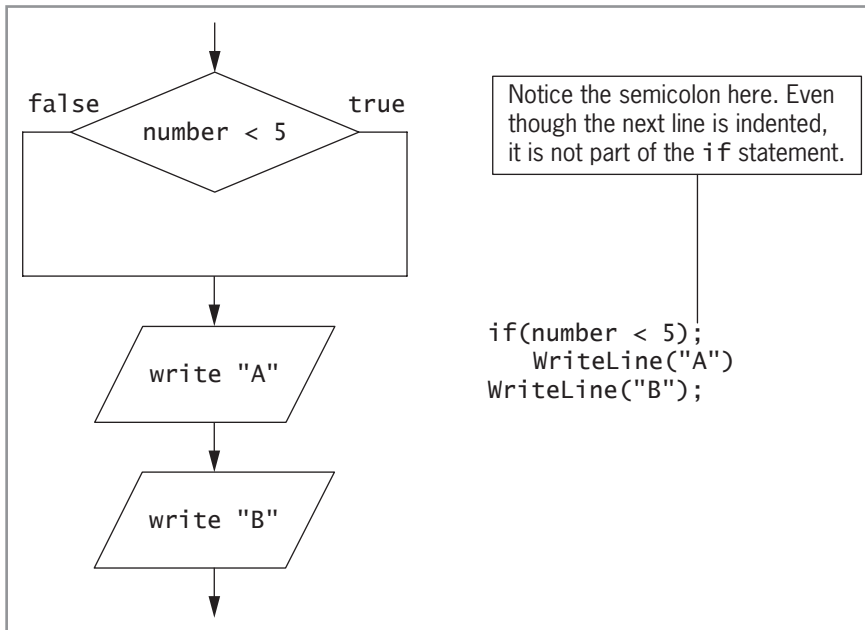 false
true
number < 5
write "A"
write "B"
Notice the semicolon here. Even
though the next line is indented,
it is not part of the if statement.
if(number < 5);
WriteLine("A")
WriteLine("B");